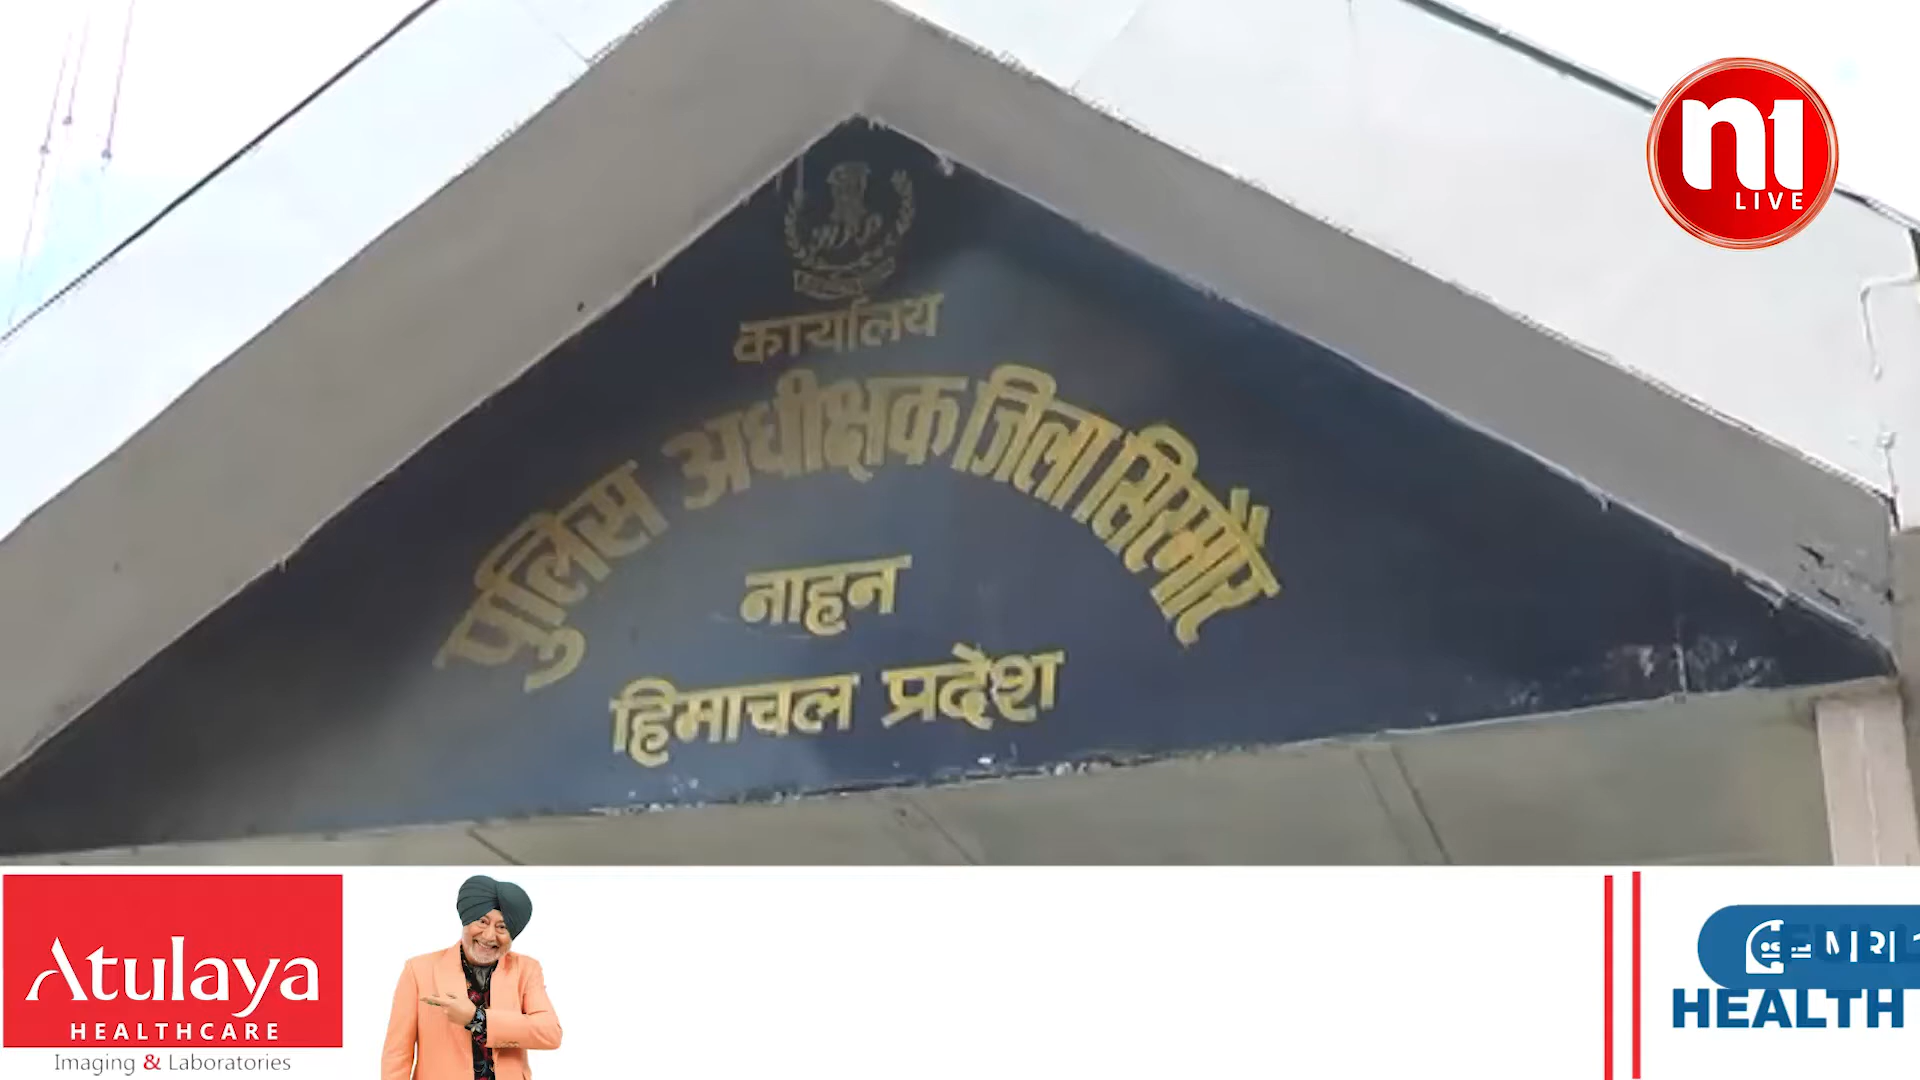 n1
LIVE
कार्यालय
पुलिस अधीक्षक जिला सिरमौर
नाहन
हिमाचल प्रदेश
Atulaya
HEALTHCARE
Imaging & Laboratories
HEALTH